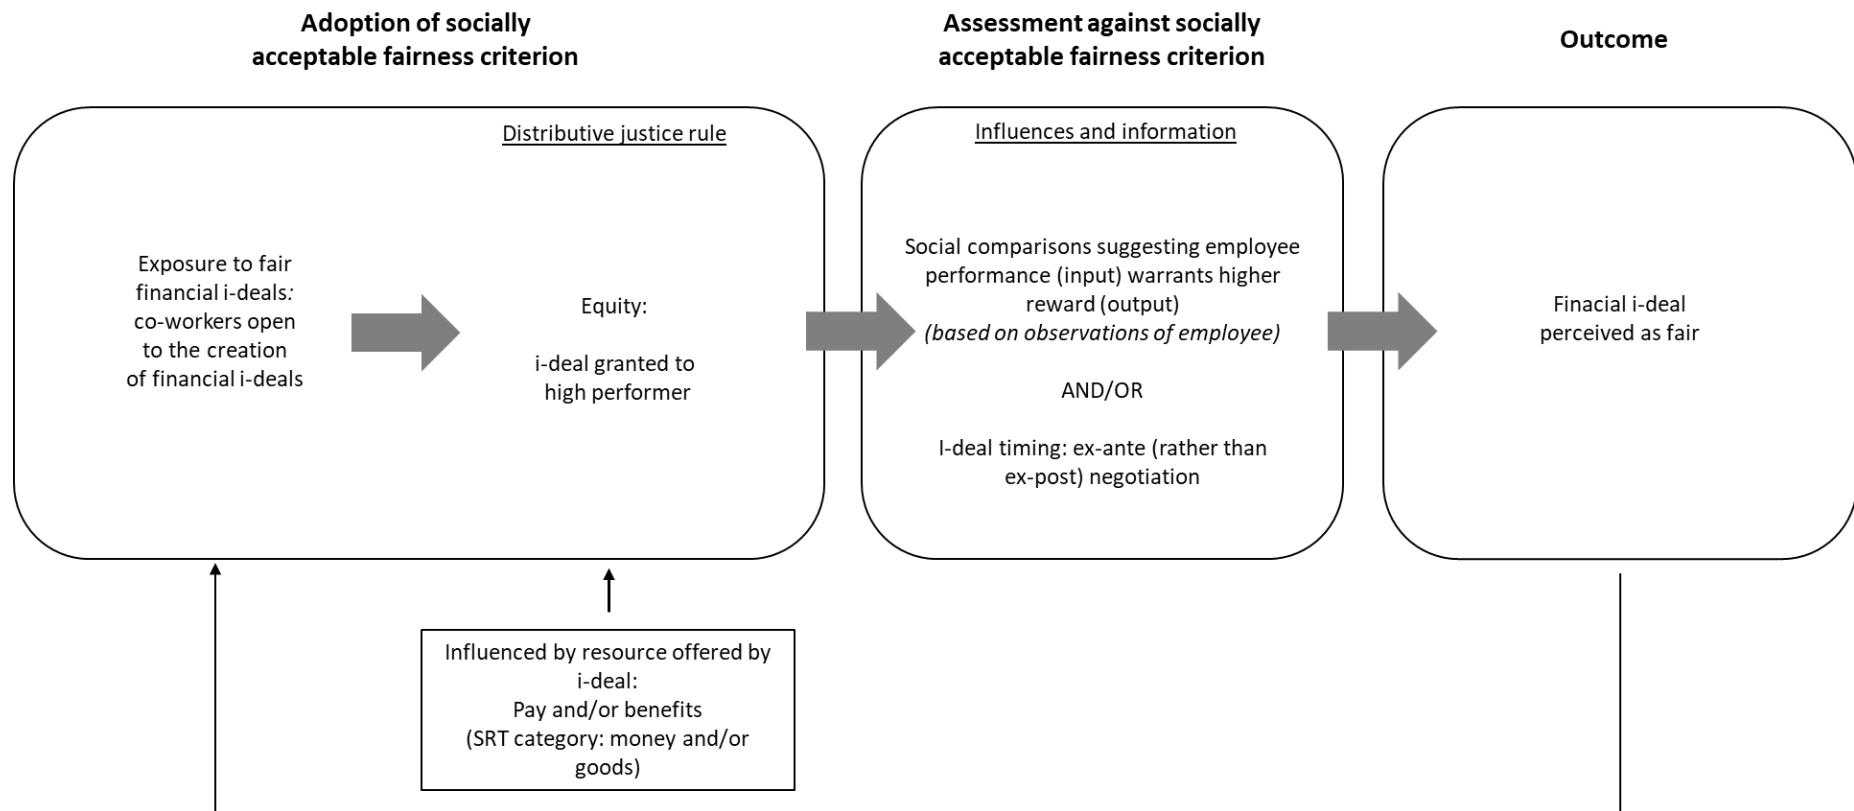 Adoption of socially
acceptable fairness criterion
Assessment against socially
acceptable fairness criterion
Outcome
Distributive justice rule
Exposure to fair
financial i-deals:
co-workers open
to the creation
of financial i-deals
Equity:
i-deal granted to
high performer
Influences and information
Social comparisons suggesting employee
performance (input) warrants higher
reward (output)
(based on observations of employee)
AND/OR
I-deal timing: ex-ante (rather than
ex-post) negotiation
Finacial i-deal
perceived as fair
Influenced by resource offered by
i-deal:
Pay and/or benefits
(SRT category: money and/or
goods)